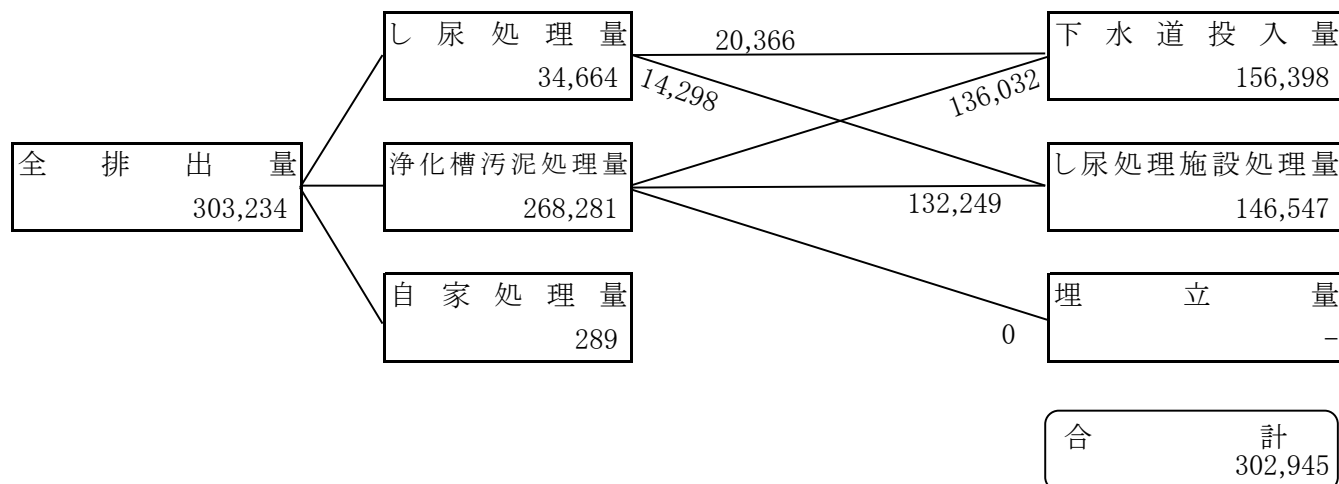 し尿処理量
34,664
20,366
14,298
下水道投入量
156,398
136,032
全排出量
303,234
浄化槽汚泥処理量
268,281
132,249
し尿処理施設処理量
146,547
自家処理量
289
0
埋立量
-
合計
302,945